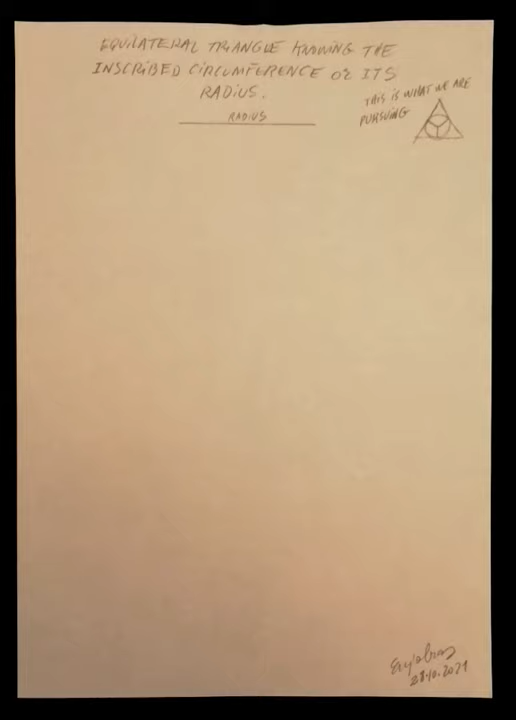 EQUILATERAL TRIANGLE KNOWING THE
INSCRIBED CIRCUMFERENCE OR ITS
RADIUS.
RADIUS
THIS IS WHAT WE ARE
PURSUING
28.10.2021